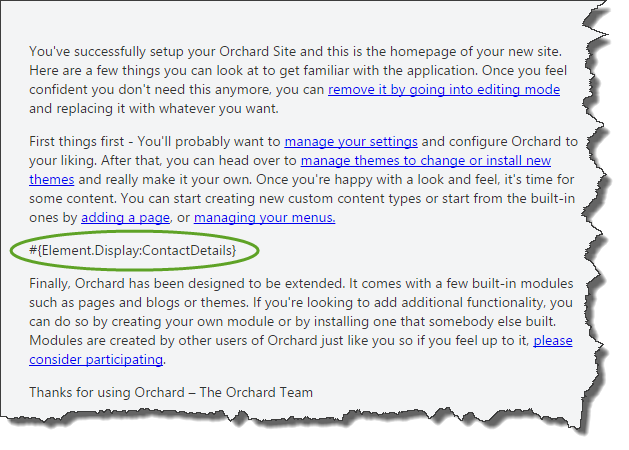 You've successfully setup your Orchard Site and this is the homepage of your new site.
Here are a few things you can look at to get familiar with the application. Once you feel
confident you don't need this anymore, you can remove it by going into editing mode
and replacing it with whatever you want.
First things first - You'll probably want to manage your settings and configure Orchard to
your liking. After that, you can head over to manage themes to change or install new
themes and really make it your own. Once you're happy with a look and feel, it's time for
some content. You can start creating new custom content types or start from the built-in
ones by adding a page, or managing your menus.
#{Element.Display:ContactDetails}
Finally, Orchard has been designed to be extended. It comes with a few built-in modules
such as pages and blogs or themes. If you're looking to add additional functionality, you
can do so by creating your own module or by installing one that somebody else built.
Modules are created by other users of Orchard just like you so if you feel up to it, please
consider participating.
Thanks for using Orchard – The Orchard Team